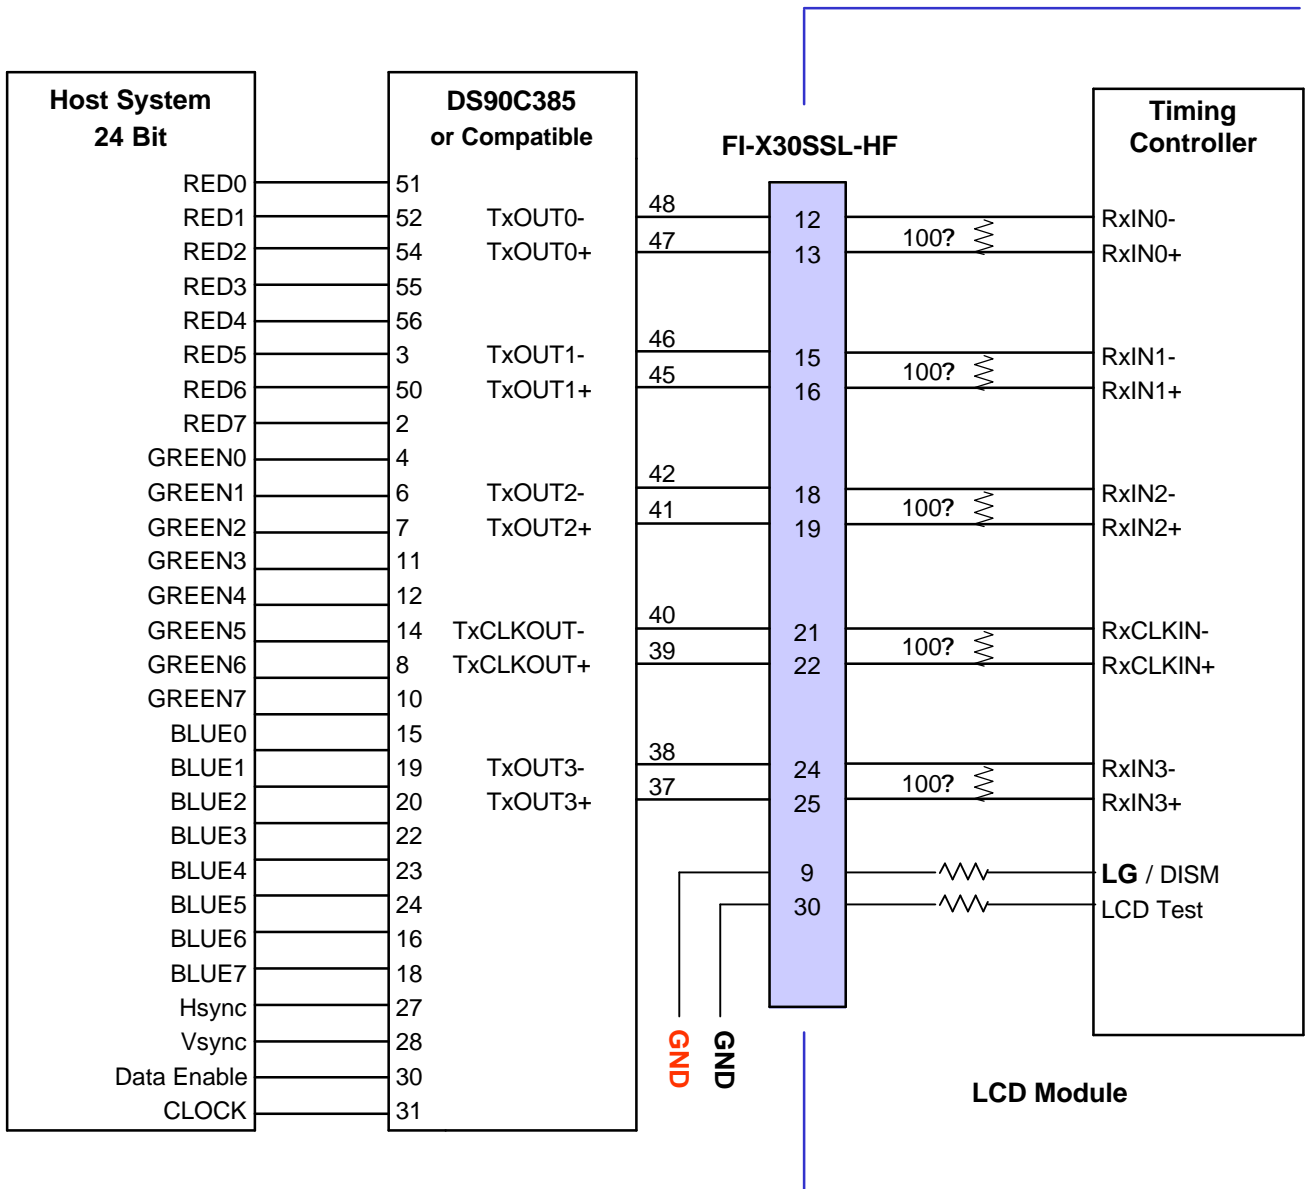 Host System
24 Bit
DS90C385
or Compatible
FI-X30SSL-HF
Timing
Controller
RED0 51
RED1 52 TxOUT0- 48 12 RxIN0-
100?
RED2 54 TxOUT0+ 47 13 RxIN0+
RED3 55
RED4 56
RED5 3 TxOUT1- 46 15 RxIN1-
100?
RED6 50 TxOUT1+ 45 16 RxIN1+
RED7 2
GREEN0 4
GREEN1 6 TxOUT2- 42 18 RxIN2-
100?
GREEN2 7 TxOUT2+ 41 19 RxIN2+
GREEN3 11
GREEN4 12
GREEN5 14 TxCLKOUT- 40 21 RxCLKIN-
100?
GREEN6 8 TxCLKOUT+ 39 22 RxCLKIN+
GREEN7 10
BLUE0 15
BLUE1 19 TxOUT3- 38 24 RxIN3-
100?
BLUE2 20 TxOUT3+ 37 25 RxIN3+
BLUE3 22
BLUE4 23 9 LG / DISM
BLUE5 24 30 LCD Test
BLUE6 16
BLUE7 18
Hsync 27
Vsync 28
Data Enable 30
CLOCK 31
GND
GND
LCD Module